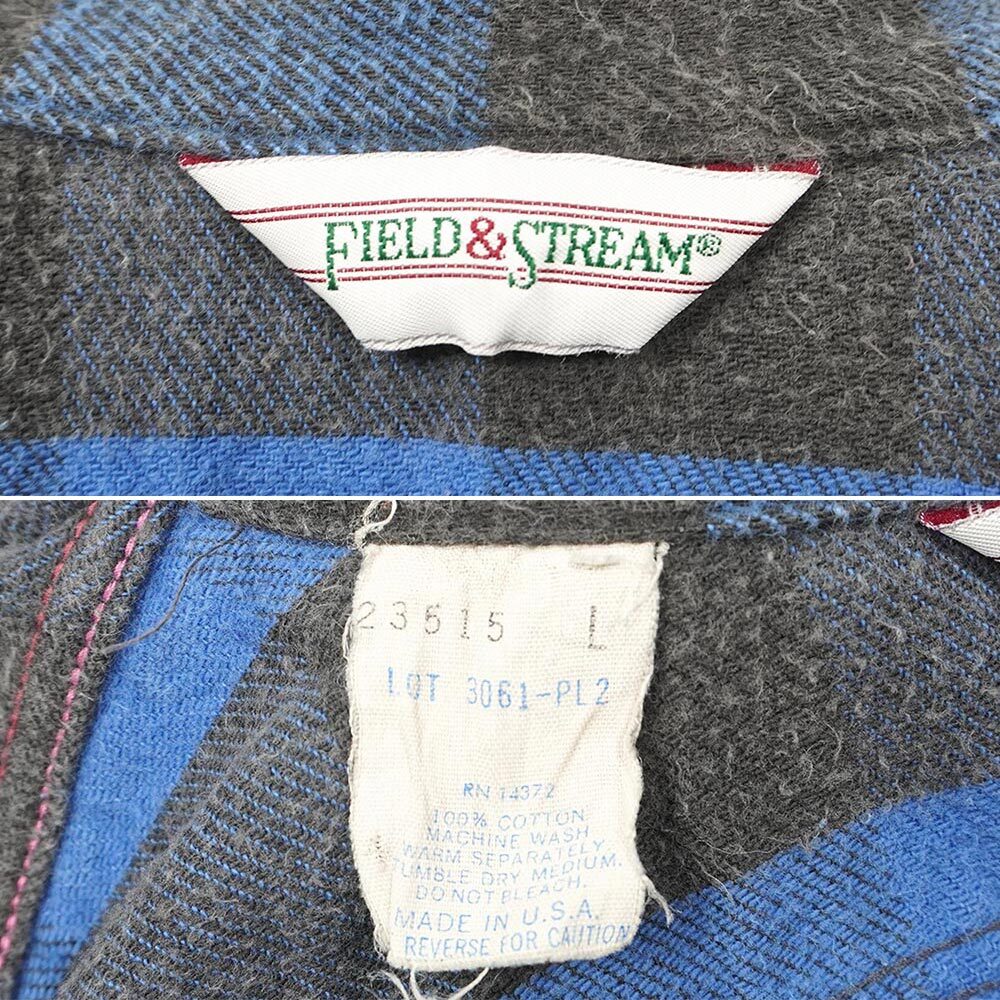 FIELD & STREAM®
23515 L
LOT 3061-PL2
RN 14372
100% COTTON
MACHINE WASH
WARM SEPARATELY
TUMBLE DRY MEDIUM.
DO NOT BLEACH.
MADE IN U.S.A.
REVERSE FOR CAUTION